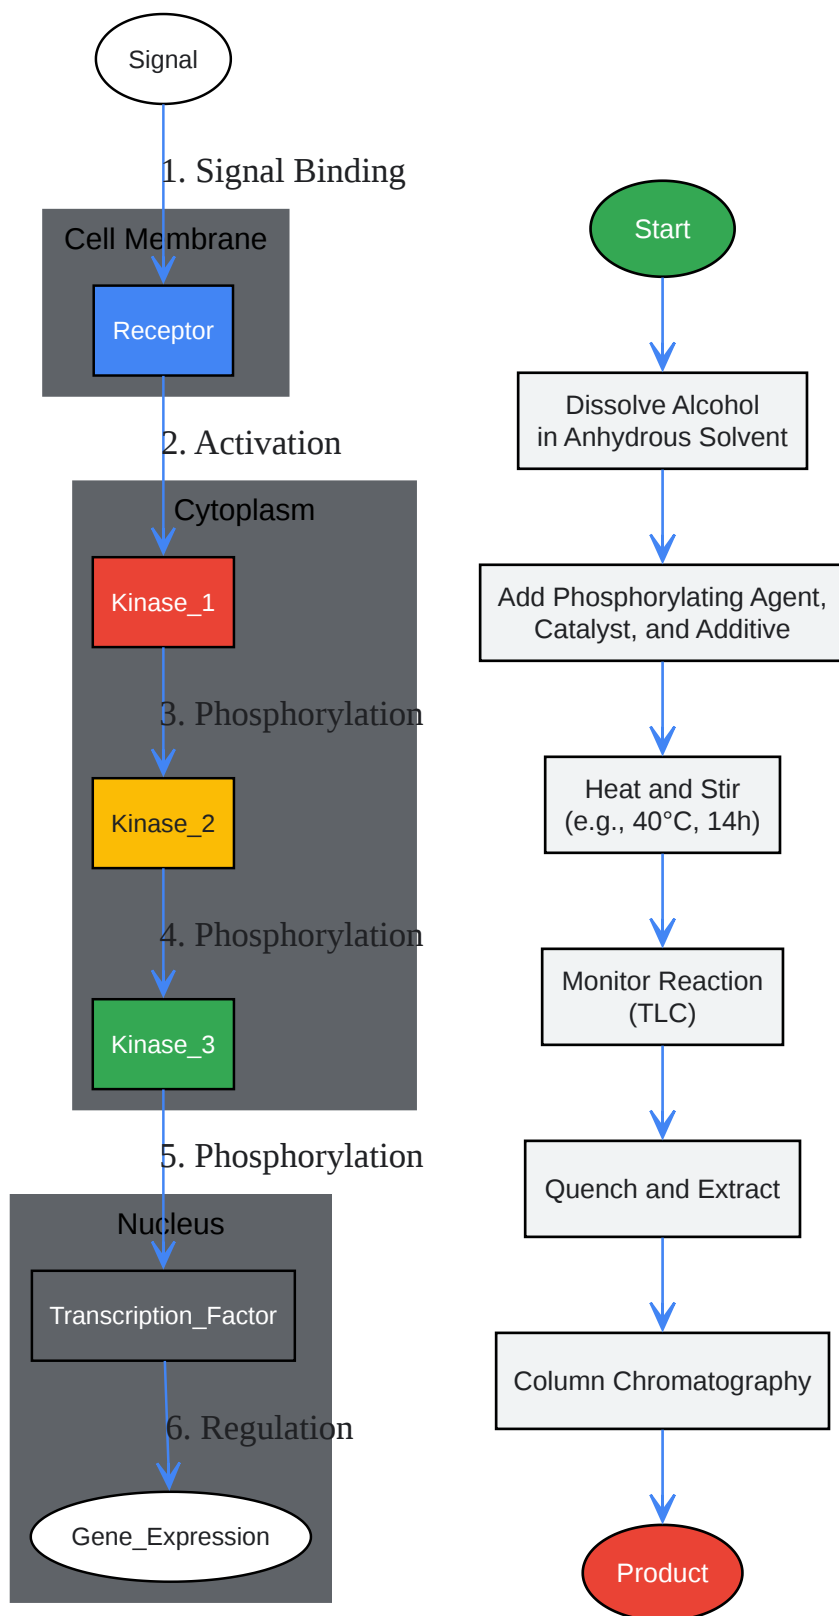 Signal
1. Signal Binding
Cell Membrane
Receptor
2. Activation
Cytoplasm
Kinase_1
3. Phosphorylation
Kinase_2
4. Phosphorylation
Kinase_3
5. Phosphorylation
Nucleus
Transcription_Factor
6. Regulation
Gene_Expression
Start
Dissolve Alcohol
in Anhydrous Solvent
Add Phosphorylating Agent,
Catalyst, and Additive
Heat and Stir
(e.g., 40°C, 14h)
Monitor Reaction
(TLC)
Quench and Extract
Column Chromatography
Product